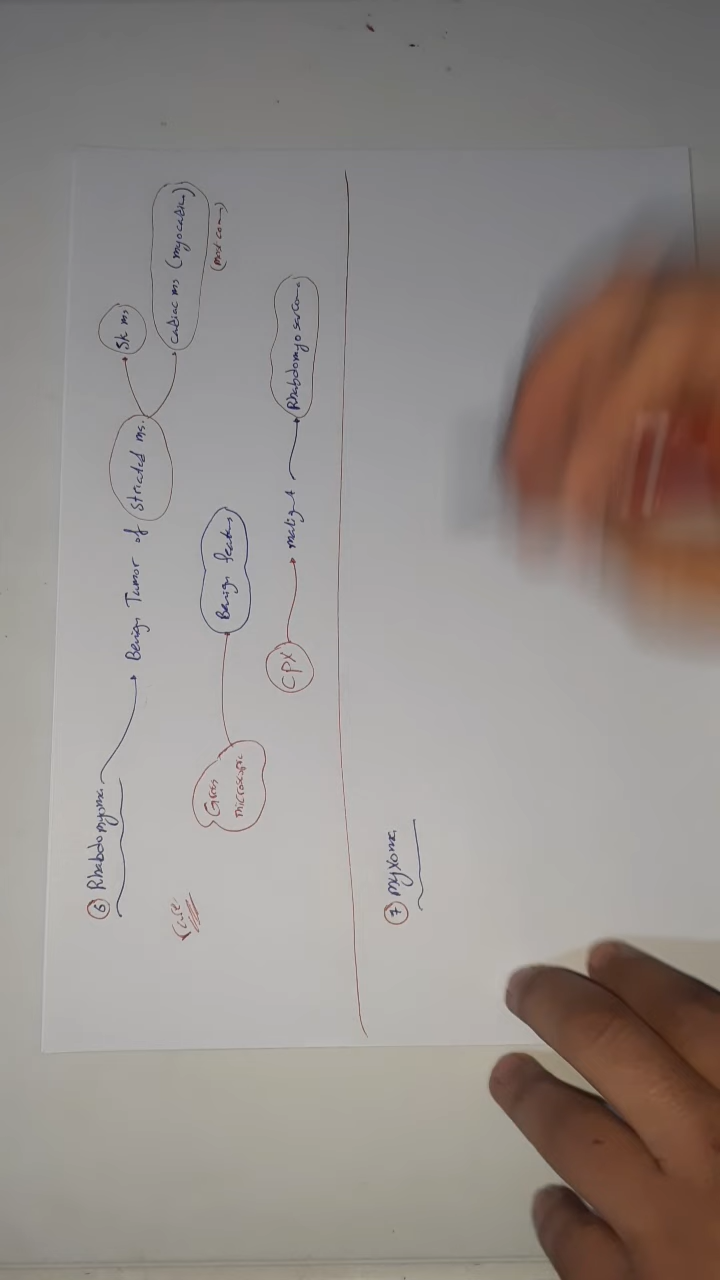 ⑥ Rhabdomyoma
Benign Tumor of Striated ms.
Sk ms.
Cardiac ms (myocardium)
(most com)
Gross
microscopic
Benign features
CPX
malignt
Rhabdomyosarcoma
⑦ myxoma